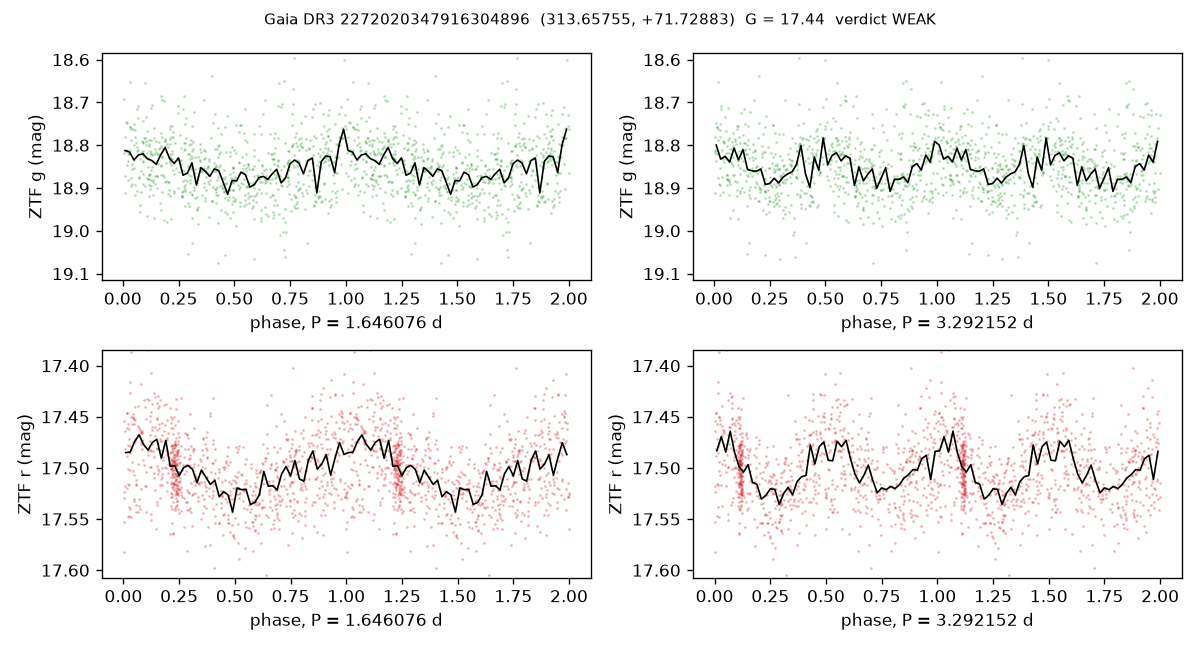 Gaia DR3 2272020347916304896  (313.65755, +71.72883)  G = 17.44  verdict WEAK
18.6
18.7
18.8
18.9
19.0
19.1
ZTF g (mag)
0.00 0.25 0.50 0.75 1.00 1.25 1.50 1.75 2.00
phase, P = 1.646076 d
18.6
18.7
18.8
18.9
19.0
19.1
ZTF g (mag)
0.00 0.25 0.50 0.75 1.00 1.25 1.50 1.75 2.00
phase, P = 3.292152 d
17.40
17.45
17.50
17.55
17.60
ZTF r (mag)
0.00 0.25 0.50 0.75 1.00 1.25 1.50 1.75 2.00
phase, P = 1.646076 d
17.40
17.45
17.50
17.55
17.60
ZTF r (mag)
0.00 0.25 0.50 0.75 1.00 1.25 1.50 1.75 2.00
phase, P = 3.292152 d